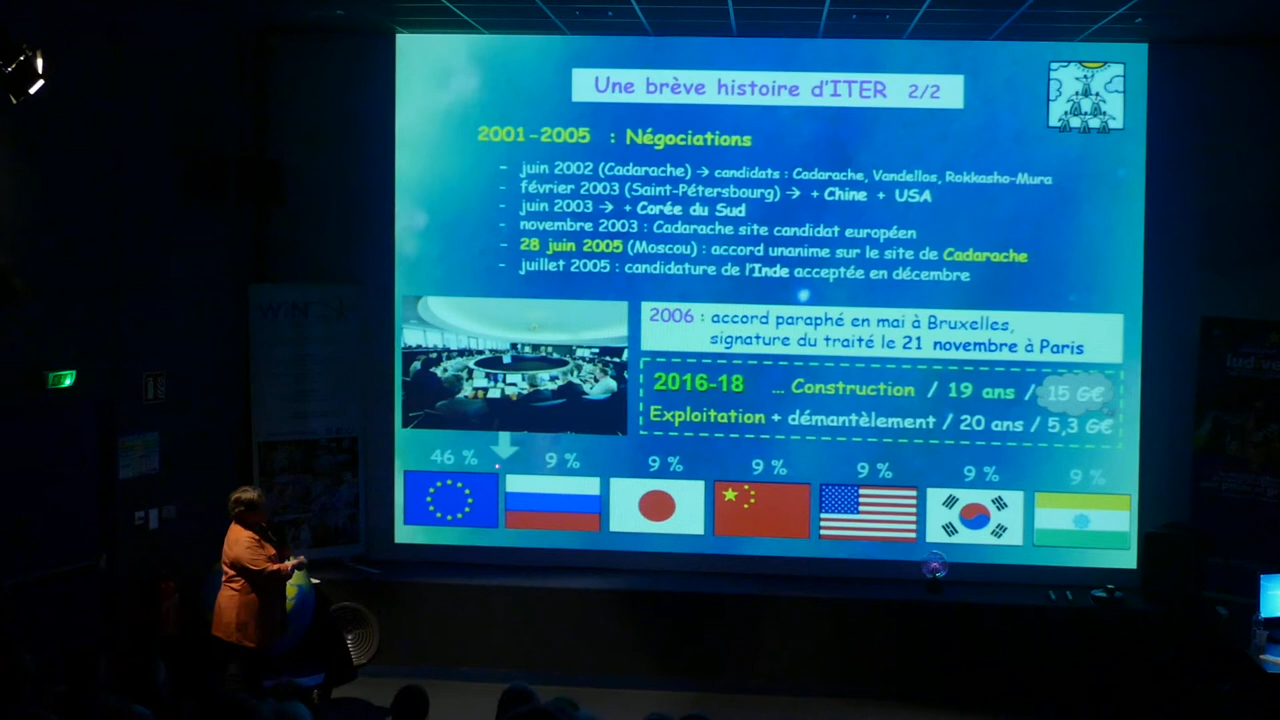 Une brève histoire d'ITER 2/2
2001-2005 : Négociations
- juin 2002 (Cadarache) → candidats : Cadarache, Vandellos, Rokkasho-Mura
- février 2003 (Saint-Pétersbourg) → + Chine + USA
- juin 2003 → + Corée du Sud
- novembre 2003 : Cadarache site candidat européen
- 28 juin 2005 (Moscou) : accord unanime sur le site de Cadarache
- juillet 2005 : candidature de l'Inde acceptée en décembre
2006 : accord paraphé en mai à Bruxelles,
signature du traité le 21 novembre à Paris
2016-18 ... Construction / 19 ans / 15 G€
Exploitation + démantèlement / 20 ans / 5,3 G€
46 % 9 % 9 % 9 % 9 % 9 % 9 %
WiN